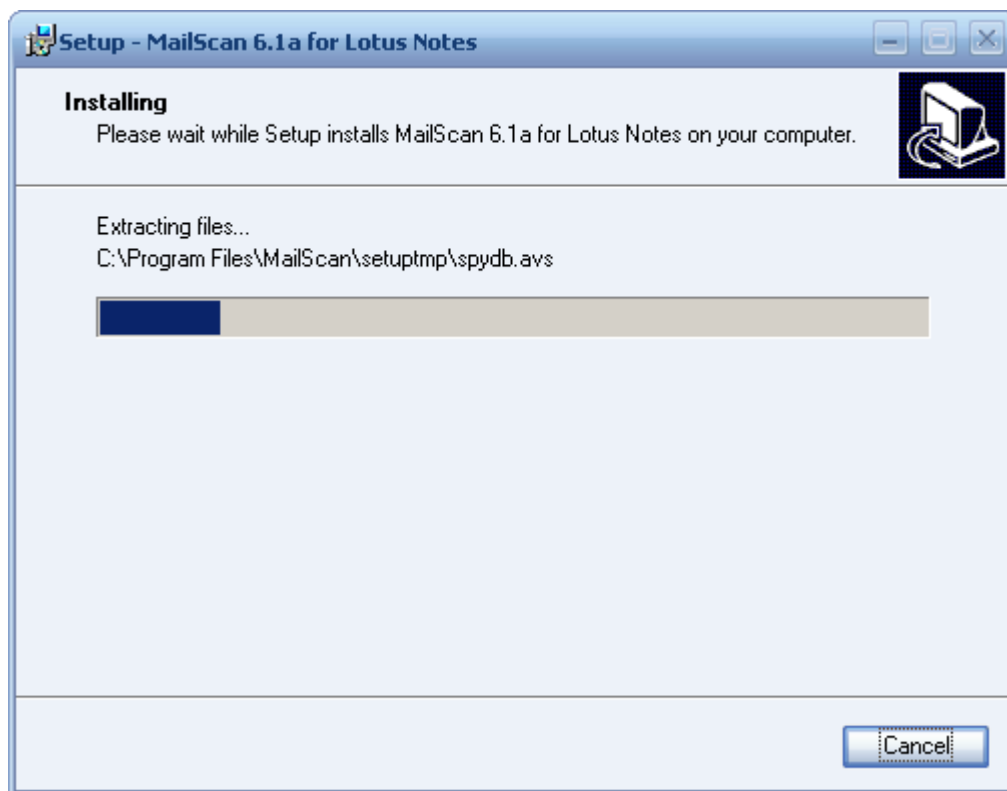 Setup - MailScan 6.1a for Lotus Notes
Installing
Please wait while Setup installs MailScan 6.1a for Lotus Notes on your computer.
Extracting files...
C:\Program Files\MailScan\setuptmp\spydb.avs
Cancel